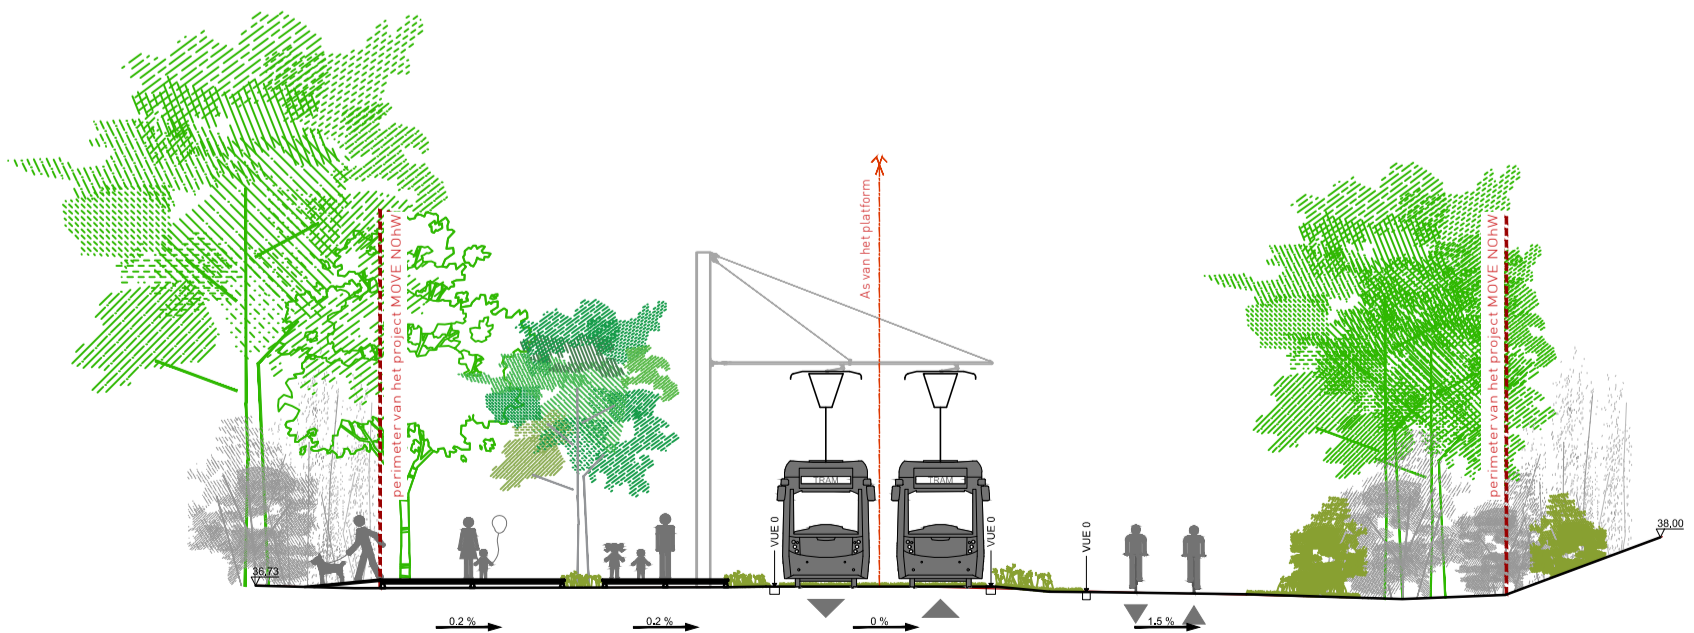 perimeter van het project MOVE NOhW
As van het platform
perimeter van het project MOVE NOhW
TRAM
TRAM
VUE 0
VUE 0
VUE 0
36,73
38,00
0.2 %
0.2 %
0 %
1.5 %